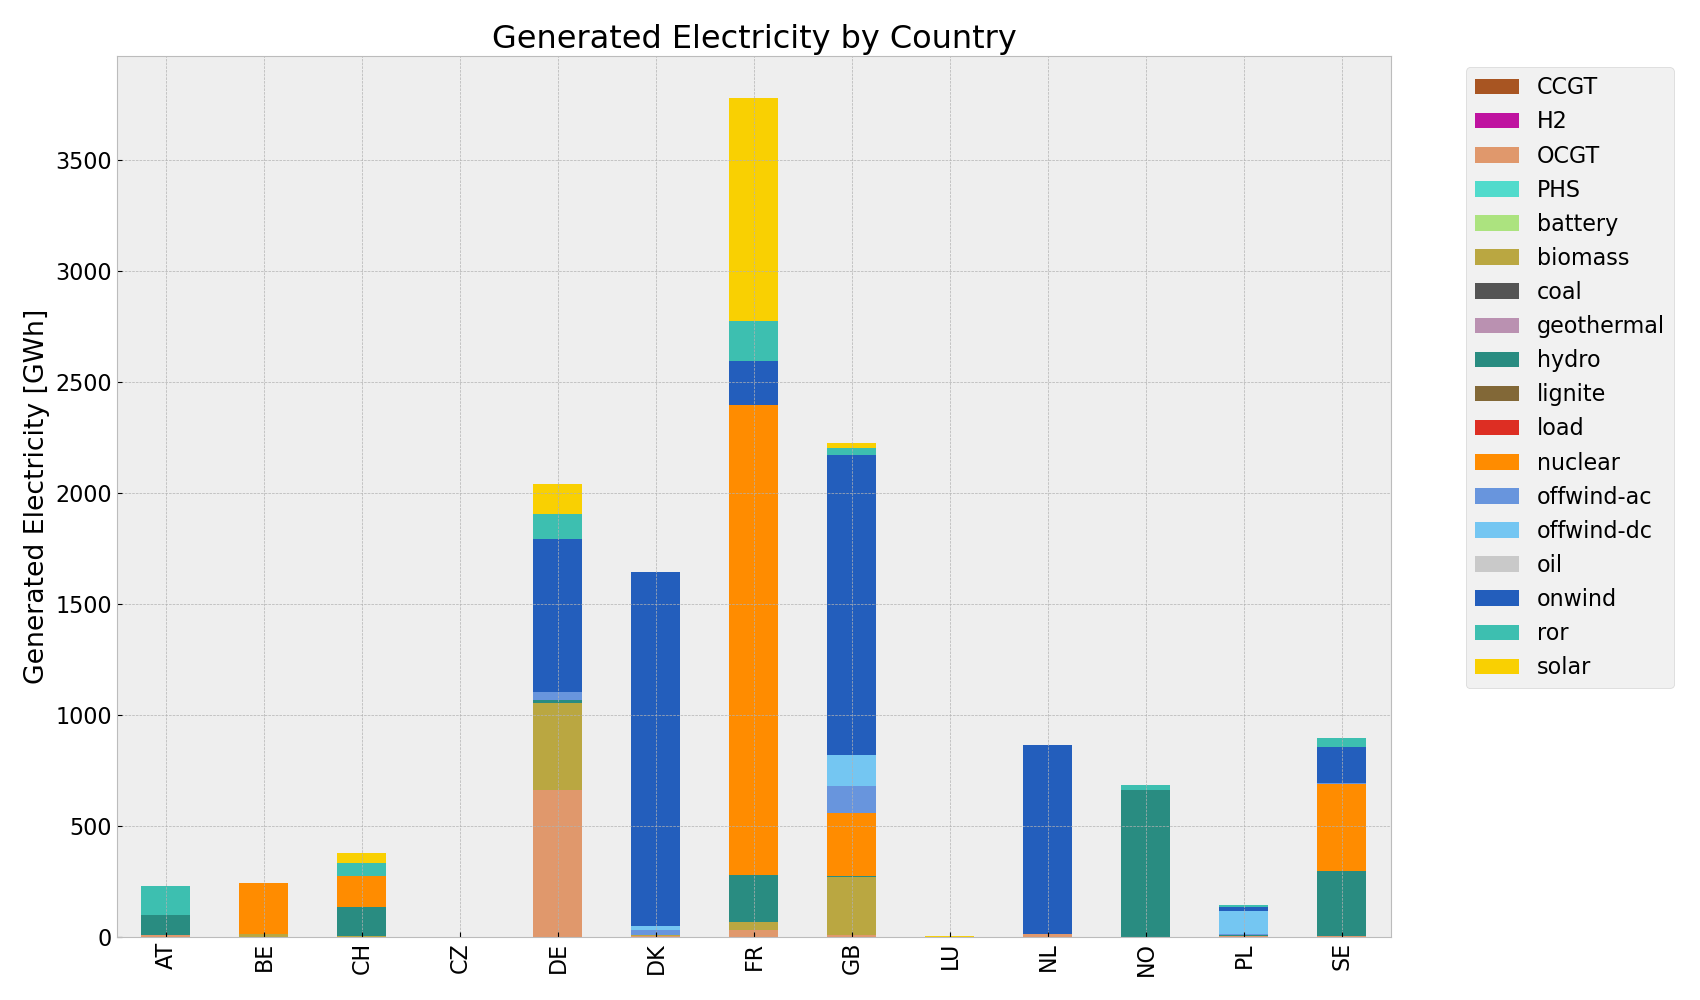 Generated Electricity by Country
Generated Electricity [GWh]
3500
3000
2500
2000
1500
1000
500
0
AT
BE
CH
CZ
DE
DK
FR
GB
LU
NL
NO
PL
SE
CCGT
H2
OCGT
PHS
battery
biomass
coal
geothermal
hydro
lignite
load
nuclear
offwind-ac
offwind-dc
oil
onwind
ror
solar